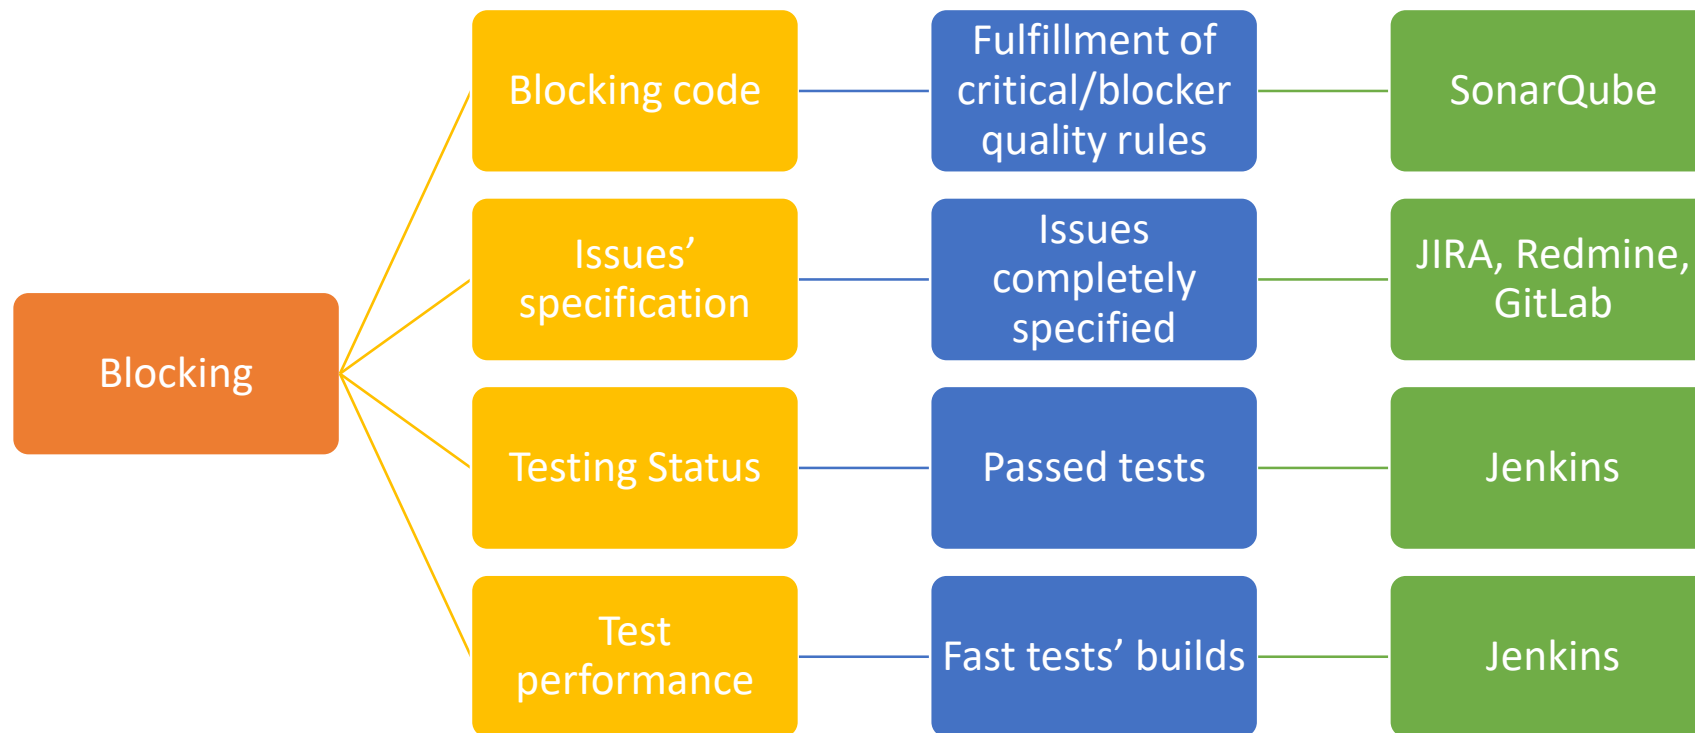 Blocking
Blocking code
Fulfillment of
critical/blocker
quality rules
SonarQube
Issues’
specification
Issues
completely
specified
JIRA, Redmine,
GitLab
Testing Status
Passed tests
Jenkins
Test
performance
Fast tests’ builds
Jenkins